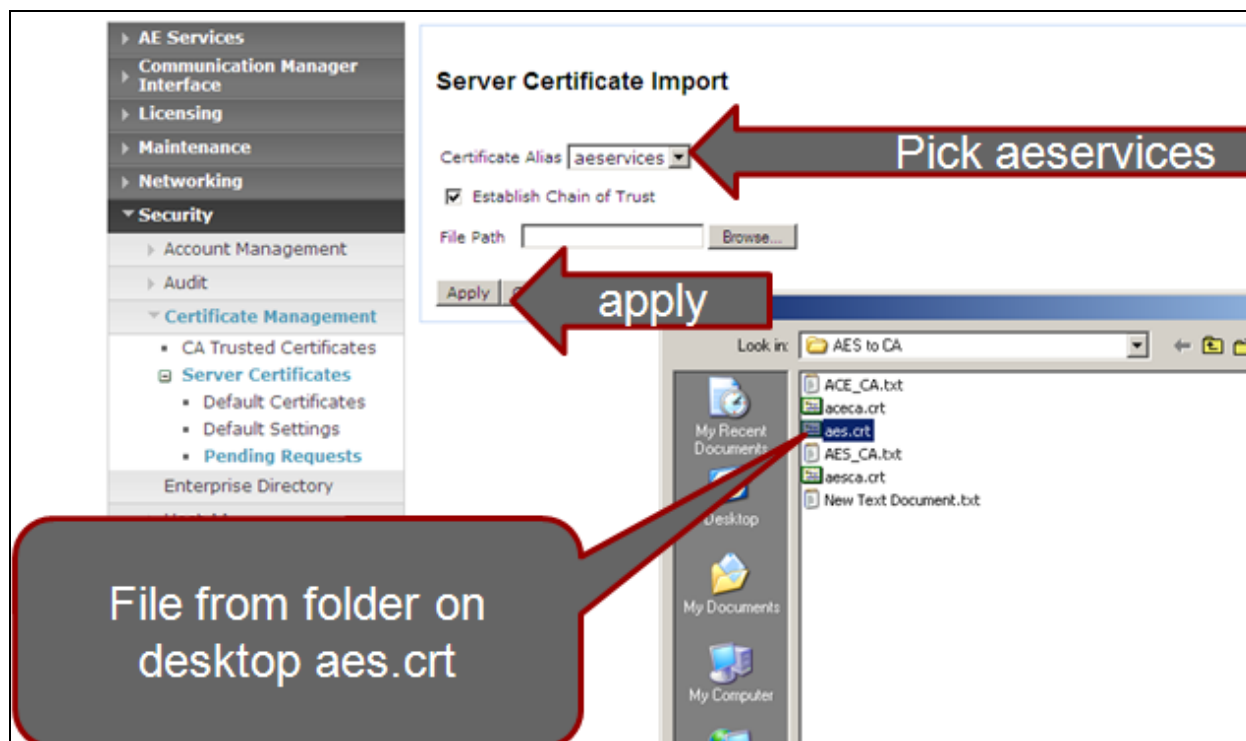 AE Services
Communication Manager
Interface
Licensing
Maintenance
Networking
Security
Account Management
Audit
Certificate Management
CA Trusted Certificates
Server Certificates
Default Certificates
Default Settings
Pending Requests
Enterprise Directory
Server Certificate Import
Certificate Alias aeservices
Pick aeservices
Establish Chain of Trust
File Path Browse...
Apply
apply
Look in: AES to CA
My Recent
Documents
Desktop
My Documents
My Computer
ACE_CA.txt
aceca.crt
aes.crt
AES_CA.txt
aesca.crt
New Text Document.txt
File from folder on
desktop aes.crt